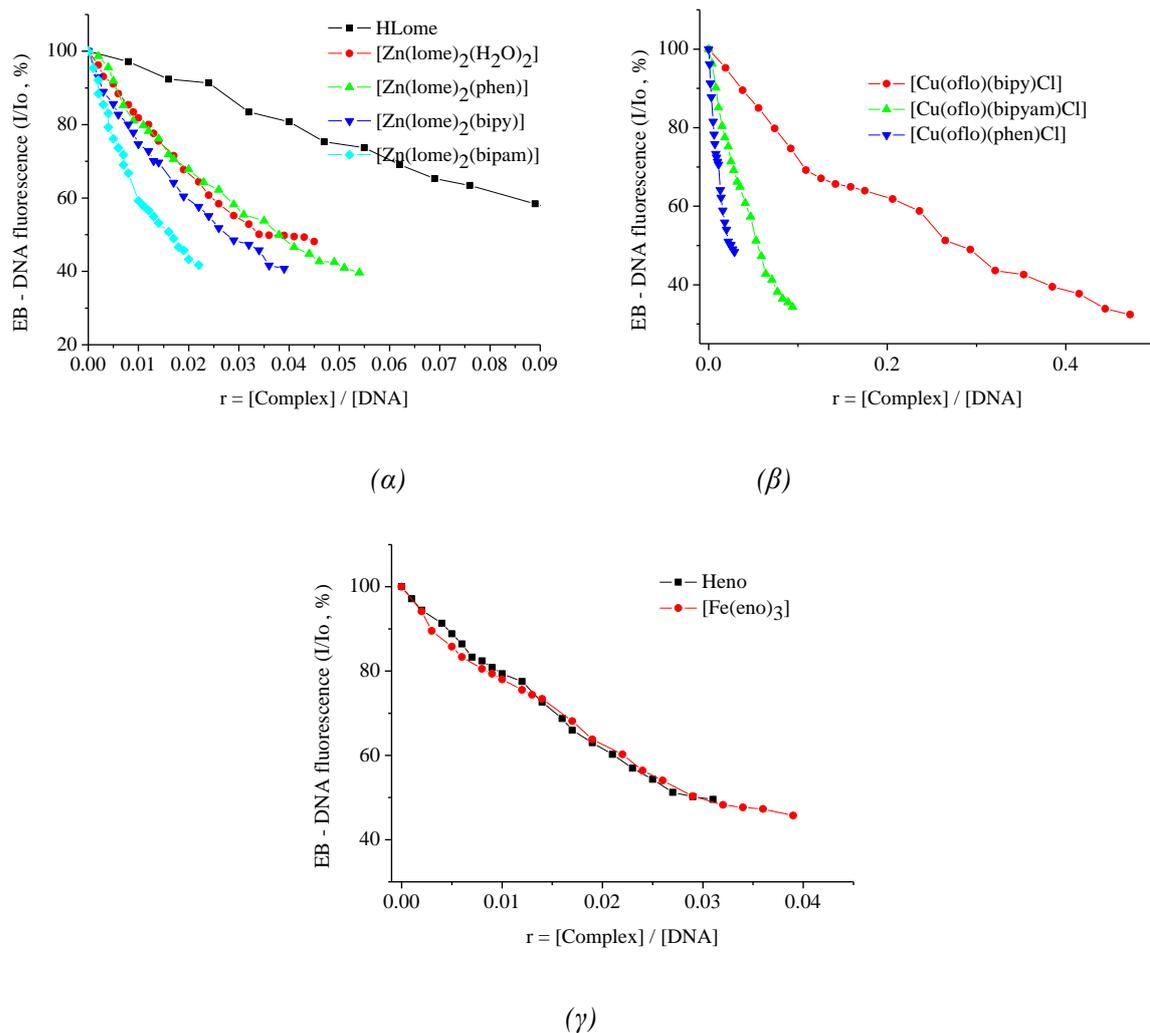 HLome
[Zn(lome)2(H2O)2]
[Zn(lome)2(phen)]
[Zn(lome)2(bipy)]
[Zn(lome)2(bipam)]
EB - DNA fluorescence (I/Io , %)
100
80
60
40
20
0.00 0.01 0.02 0.03 0.04 0.05 0.06 0.07 0.08 0.09
r = [Complex] / [DNA]
(α)
[Cu(oflo)(bipy)Cl]
[Cu(oflo)(bipyam)Cl]
[Cu(oflo)(phen)Cl]
EB - DNA fluorescence (I/Io , %)
100
80
60
40
0.0 0.2 0.4
r = [Complex] / [DNA]
(β)
Heno
[Fe(eno)3]
EB - DNA fluorescence (I/Io , %)
100
80
60
40
0.00 0.01 0.02 0.03 0.04
r = [Complex] / [DNA]
(γ)